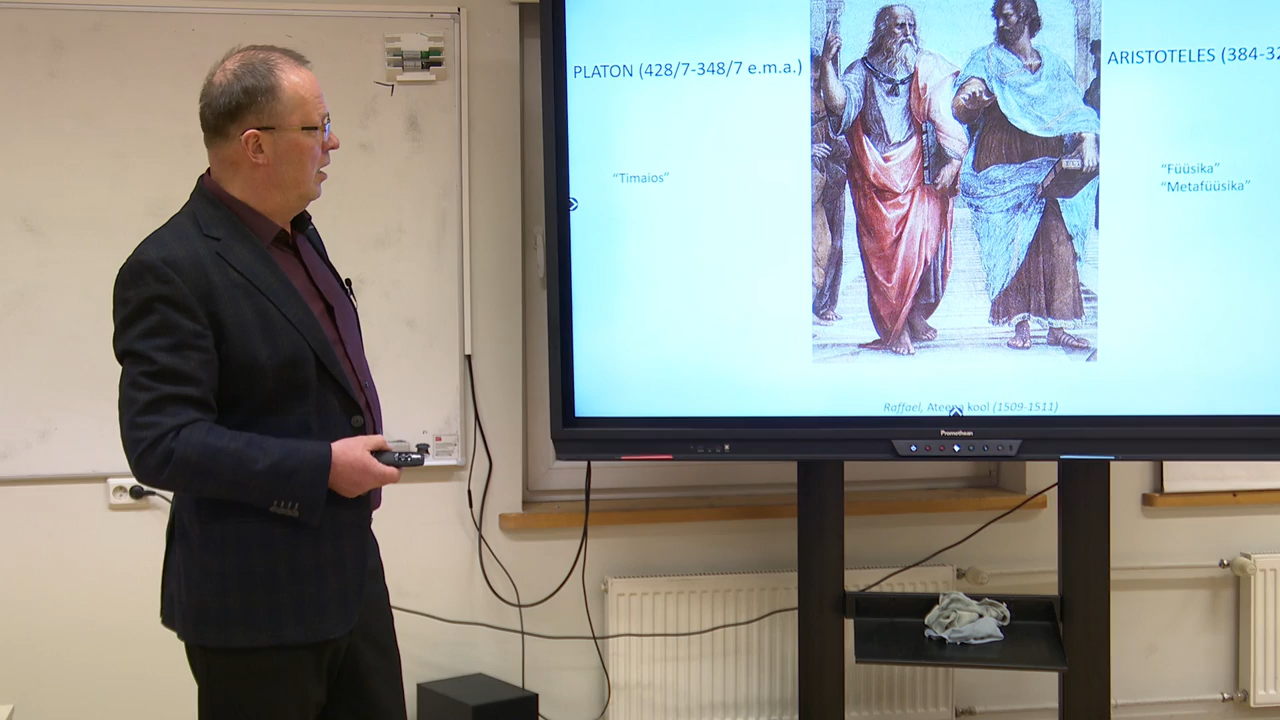 PLATON (428/7-348/7 e.m.a.)
ARISTOTELES (384-32
"Timaios"
"Füüsika"
"Metafüüsika"
Raffael, Ateena kool (1509-1511)
Promethean